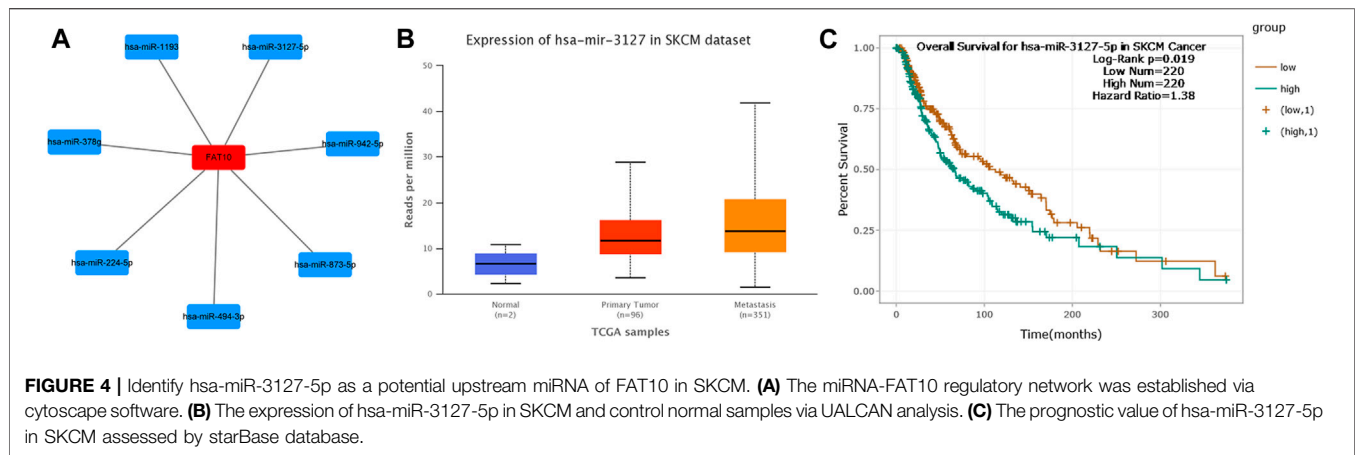 A
hsa-miR-1193
hsa-miR-3127-5p
hsa-miR-378g
FAT10
hsa-miR-942-5p
hsa-miR-224-5p
hsa-miR-873-5p
hsa-miR-494-3p
B
Expression of hsa-mir-3127 in SKCM dataset
Reads per million
50
40
30
20
10
0
Normal
(n=2)
Primary Tumor
(n=96)
Metastasis
(n=351)
TCGA samples
C
Overall Survival for hsa-miR-3127-5p in SKCM Cancer
Log-Rank p=0.019
Low Num=220
High Num=220
Hazard Ratio=1.38
Percent Survival
1.00
0.75
0.50
0.25
0.00
0
100
200
300
Time(months)
group
low
high
(low,1)
(high,1)
FIGURE 4 | Identify hsa-miR-3127-5p as a potential upstream miRNA of FAT10 in SKCM. (A) The miRNA-FAT10 regulatory network was established via
cytoscape software. (B) The expression of hsa-miR-3127-5p in SKCM and control normal samples via UALCAN analysis. (C) The prognostic value of hsa-miR-3127-5p
in SKCM assessed by starBase database.